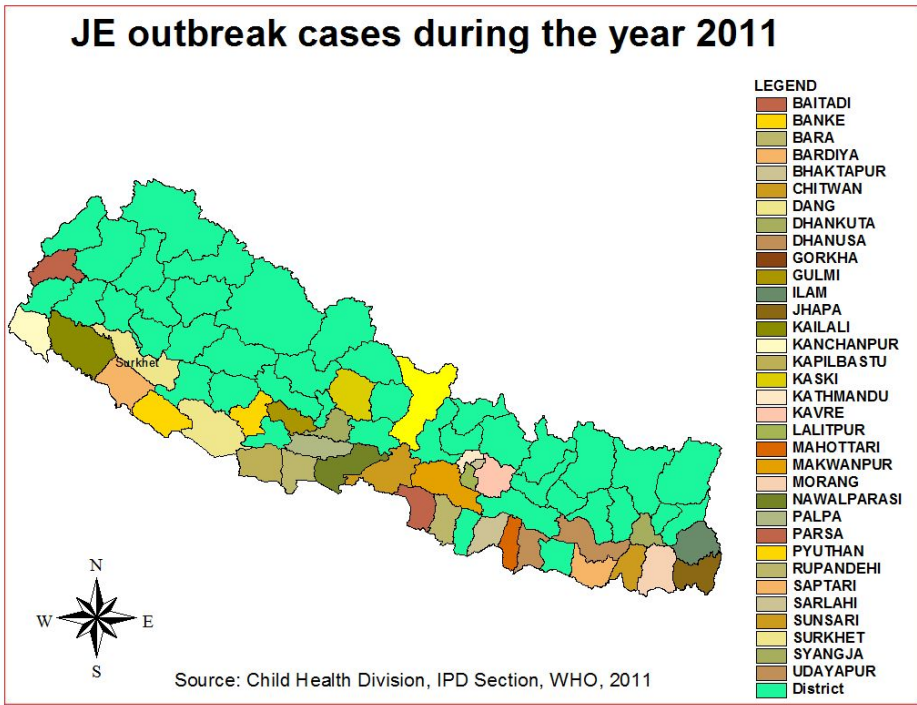 JE outbreak cases during the year 2011
LEGEND
BAITADI
BANKE
BARA
BARDIYA
BHAKTAPUR
CHITWAN
DANG
DHANKUTA
DHANUSA
GORKHA
GULMI
ILAM
JHAPA
KAILALI
KANCHANPUR
KAPILBASTU
KASKI
KATHMANDU
KAVRE
LALITPUR
MAHOTTARI
MAKWANPUR
MORANG
NAWALPARASI
PALPA
PARSA
PYUTHAN
RUPANDEHI
SAPTARI
SARLAHI
SUNSARI
SURKHET
SYANGJA
UDAYAPUR
District
Surkhet
N
W E
S
Source: Child Health Division, IPD Section, WHO, 2011